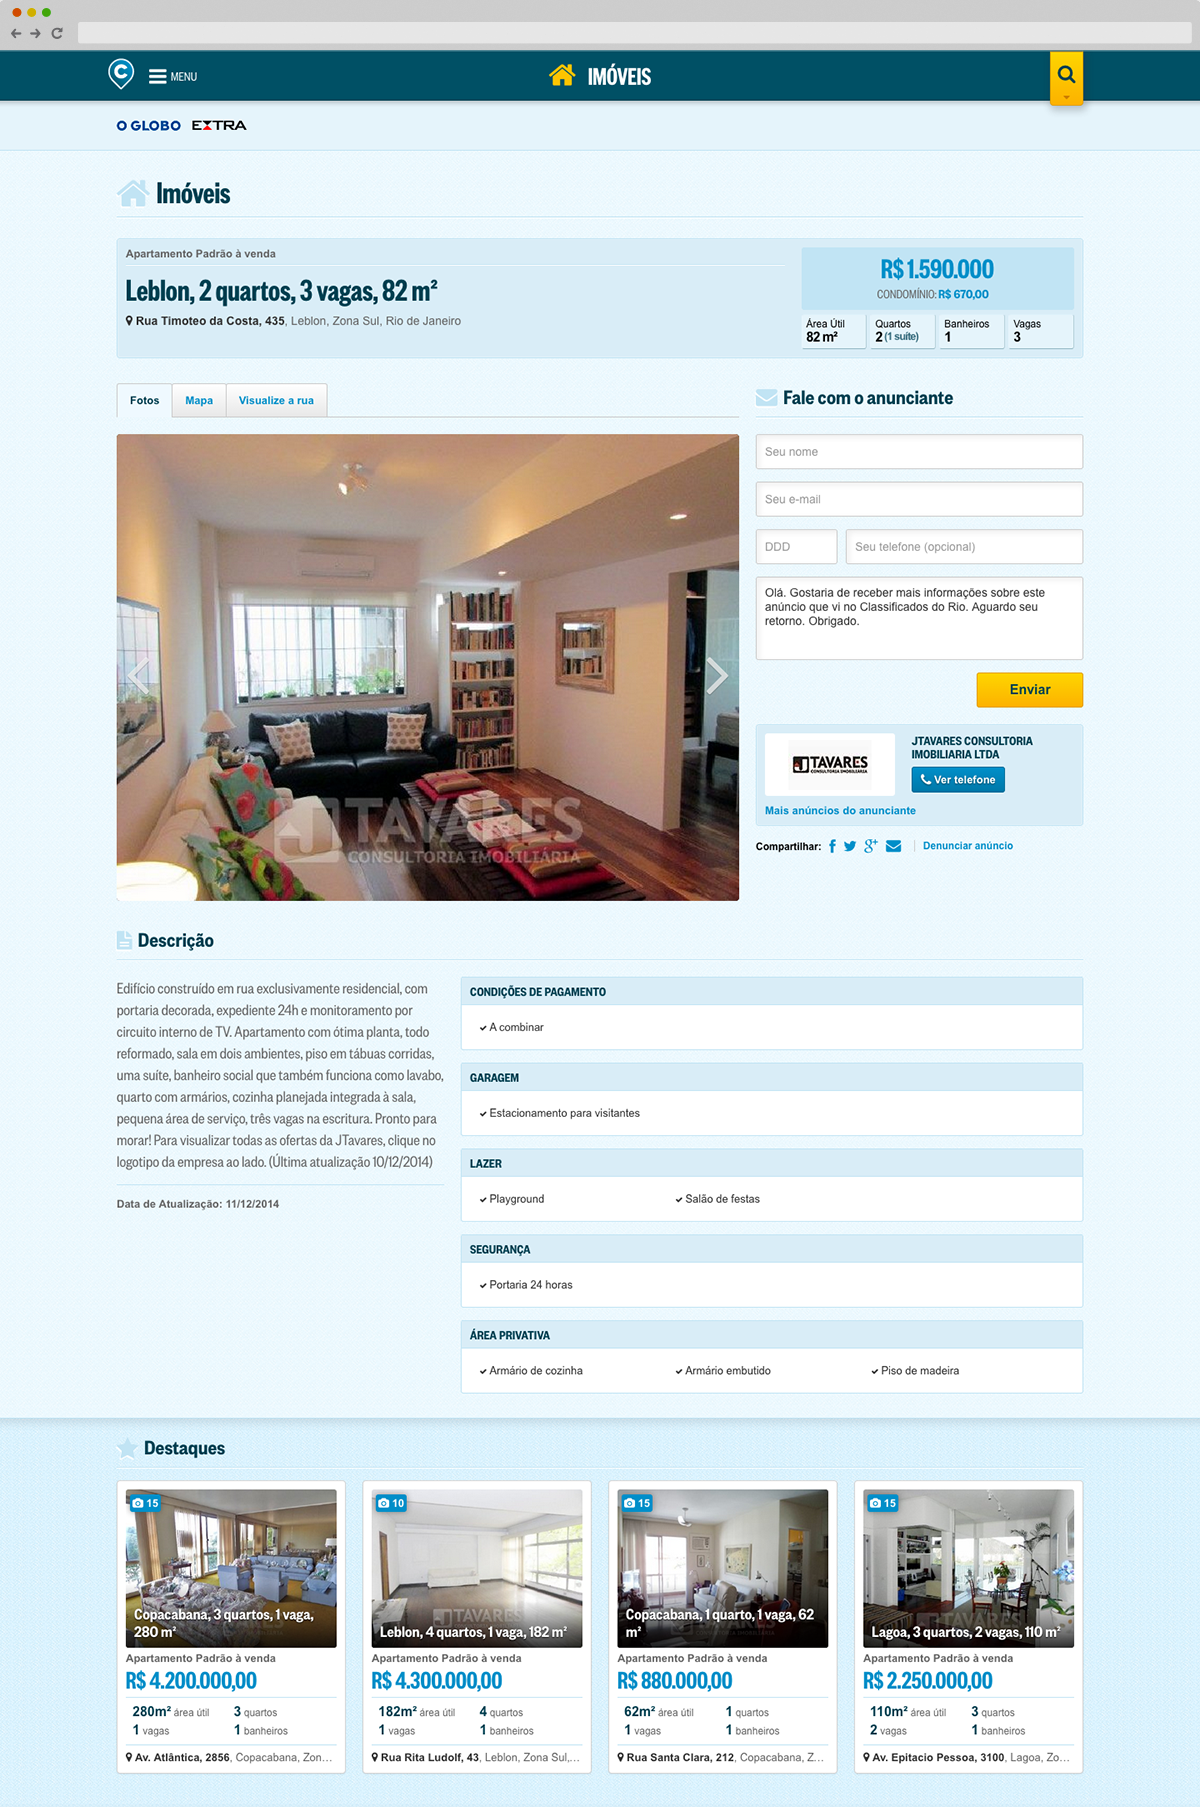 C
MENU
IMÓVEIS
O GLOBO EXTRA
Imóveis
Apartamento Padrão à venda
Leblon, 2 quartos, 3 vagas, 82 m²
Rua Timoteo da Costa, 435, Leblon, Zona Sul, Rio de Janeiro
R$ 1.590.000
CONDOMÍNIO: R$ 670,00
Área Útil
82 m²
Quartos
2 (1 suíte)
Banheiros
1
Vagas
3
Fotos
Mapa
Visualize a rua
JTAVARES
CONSULTORIA IMOBILIÁRIA
Fale com o anunciante
Seu nome
Seu e-mail
DDD
Seu telefone (opcional)
Olá. Gostaria de receber mais informações sobre este
anúncio que vi no Classificados do Rio. Aguardo seu
retorno. Obrigado.
Enviar
JTAVARES
CONSULTORIA IMOBILIÁRIA
JTAVARES CONSULTORIA
IMOBILIARIA LTDA
Ver telefone
Mais anúncios do anunciante
Compartilhar:
Denunciar anúncio
Descrição
Edifício construído em rua exclusivamente residencial, com
portaria decorada, expediente 24h e monitoramento por
circuito interno de TV. Apartamento com ótima planta, todo
reformado, sala em dois ambientes, piso em tábuas corridas,
uma suíte, banheiro social que também funciona como lavabo,
quarto com armários, cozinha planejada integrada à sala,
pequena área de serviço, três vagas na escritura. Pronto para
morar! Para visualizar todas as ofertas da JTavares, clique no
logotipo da empresa ao lado. (Última atualização 10/12/2014)
Data de Atualização: 11/12/2014
CONDIÇÕES DE PAGAMENTO
A combinar
GARAGEM
Estacionamento para visitantes
LAZER
Playground
Salão de festas
SEGURANÇA
Portaria 24 horas
ÁREA PRIVATIVA
Armário de cozinha
Armário embutido
Piso de madeira
Destaques
15
Copacabana, 3 quartos, 1 vaga,
280 m²
Apartamento Padrão à venda
R$ 4.200.000,00
280m² área útil
3 quartos
1 vagas
1 banheiros
Av. Atlântica, 2856, Copacabana, Zon...
10
Leblon, 4 quartos, 1 vaga, 182 m²
Apartamento Padrão à venda
R$ 4.300.000,00
182m² área útil
4 quartos
1 vagas
1 banheiros
Rua Rita Ludolf, 43, Leblon, Zona Sul,...
15
Copacabana, 1 quarto, 1 vaga, 62
m²
Apartamento Padrão à venda
R$ 880.000,00
62m² área útil
1 quartos
1 vagas
1 banheiros
Rua Santa Clara, 212, Copacabana, Z...
15
Lagoa, 3 quartos, 2 vagas, 110 m²
Apartamento Padrão à venda
R$ 2.250.000,00
110m² área útil
3 quartos
2 vagas
1 banheiros
Av. Epitacio Pessoa, 3100, Lagoa, Zo...